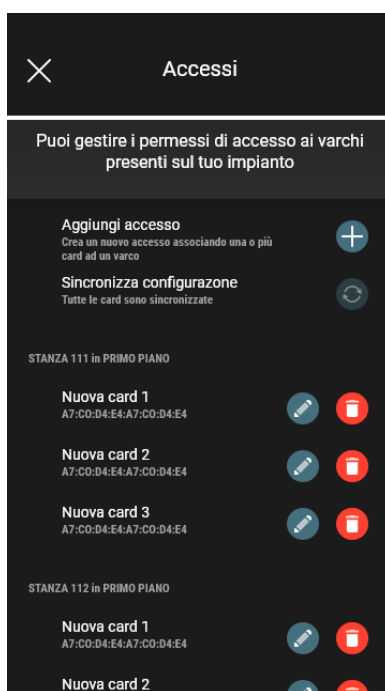 Accessi
Puoi gestire i permessi di accesso ai varchi
presenti sul tuo impianto
Aggiungi accesso
Crea un nuovo accesso associando una o più
card ad un varco
Sincronizza configurazone
Tutte le card sono sincronizzate
STANZA 111 in PRIMO PIANO
Nuova card 1
A7:C0:D4:E4:A7:C0:D4:E4
Nuova card 2
A7:C0:D4:E4:A7:C0:D4:E4
Nuova card 3
A7:C0:D4:E4:A7:C0:D4:E4
STANZA 112 in PRIMO PIANO
Nuova card 1
A7:C0:D4:E4:A7:C0:D4:E4
Nuova card 2